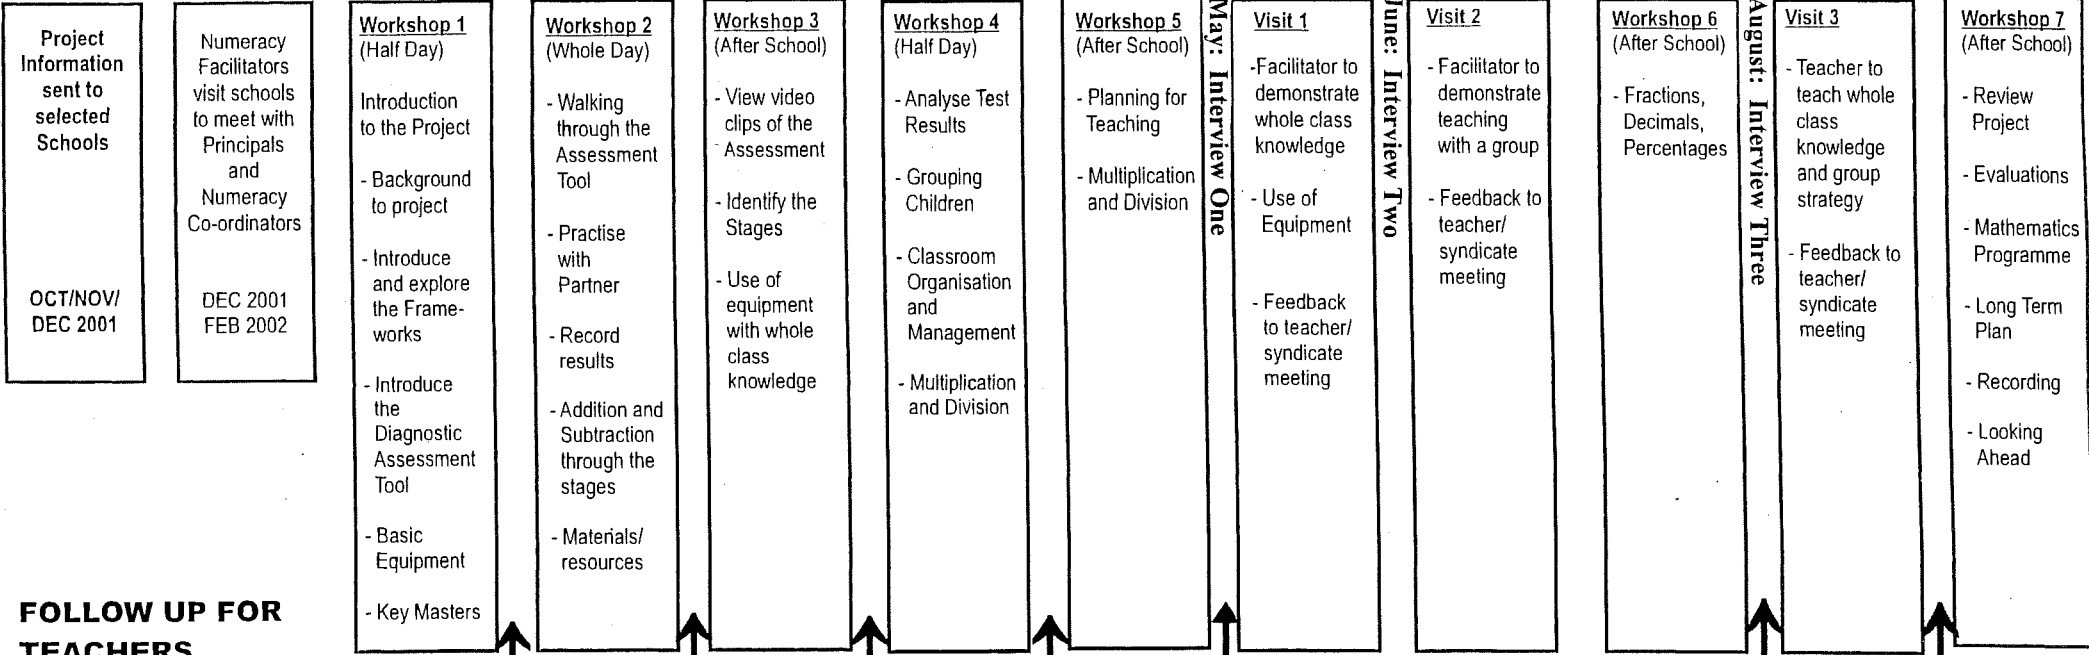 Project
Information
sent to
selected
Schools
OCT/NOV/
DEC 2001
Numeracy
Facilitators
visit schools
to meet with
Principals
and
Numeracy
Co-ordinators
DEC 2001
FEB 2002
Workshop 1
(Half Day)
Introduction
to the Project
- Background
to project
- Introduce
and explore
the Frame-
works
- Introduce
the
Diagnostic
Assessment
Tool
- Basic
Equipment
- Key Masters
Workshop 2
(Whole Day)
- Walking
through the
Assessment
Tool
- Practise
with
Partner
- Record
results
- Addition and
Subtraction
through the
stages
- Materials/
resources
Workshop 3
(After School)
- View video
clips of the
Assessment
- Identify the
Stages
- Use of
equipment
with whole
class
knowledge
Workshop 4
(Half Day)
- Analyse Test
Results
- Grouping
Children
- Classroom
Organisation
and
Management
- Multiplication
and Division
Workshop 5
(After School)
- Planning for
Teaching
- Multiplication
and Division
May: Interview One
Visit 1
-Facilitator to
demonstrate
whole class
knowledge
- Use of
Equipment
- Feedback
to teacher/
syndicate
meeting
June: Interview Two
Visit 2
- Facilitator to
demonstrate
teaching
with a group
- Feedback to
teacher/
syndicate
meeting
Workshop 6
(After School)
- Fractions,
Decimals,
Percentages
August: Interview Three
Visit 3
- Teacher to
teach whole
class
knowledge
and group
strategy
- Feedback to
teacher/
syndicate
meeting
Workshop 7
(After School)
- Review
Project
- Evaluations
- Mathematics
Programme
- Long Term
Plan
- Recording
- Looking
Ahead
FOLLOW UP FOR
TEACHERS